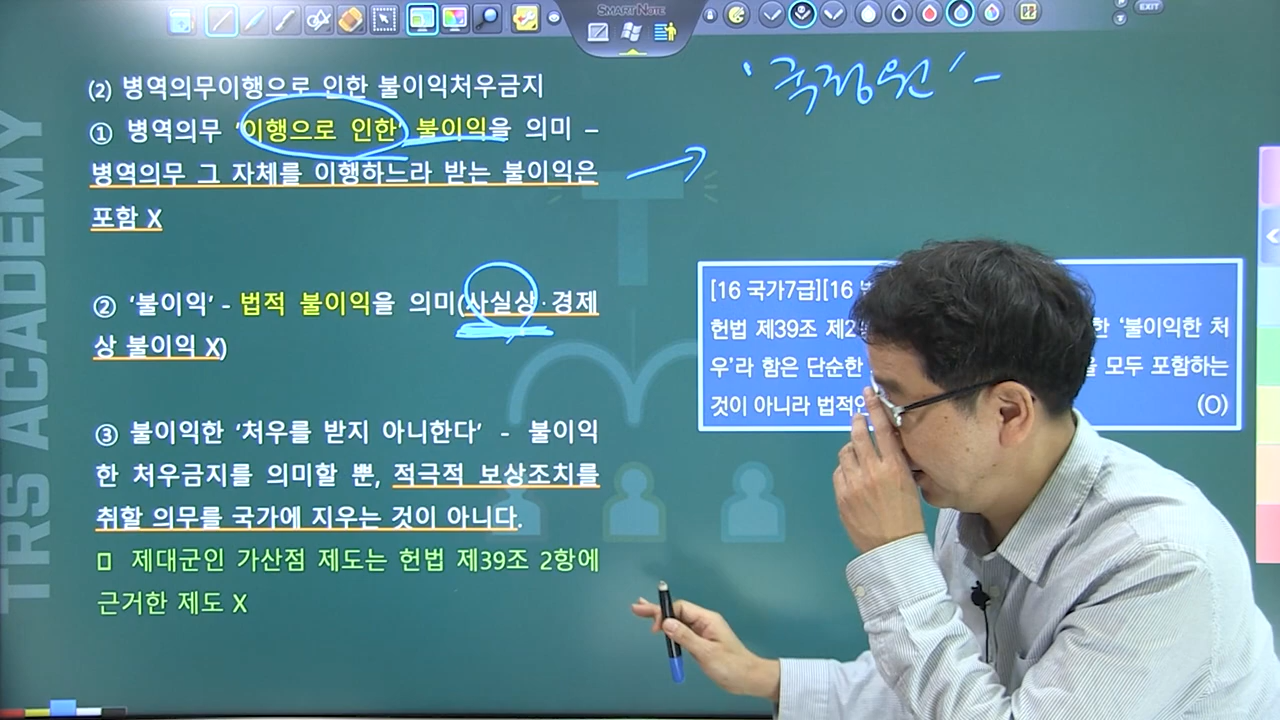 SMART NOTE
EXIT
'국정원' -
TRS ACADEMY
(2) 병역의무이행으로 인한 불이익처우금지
① 병역의무 '이행으로 인한' 불이익을 의미 –
병역의무 그 자체를 이행하느라 받는 불이익은
포함 X
② '불이익' - 법적 불이익을 의미(사실상·경제
상 불이익 X)
③ 불이익한 '처우를 받지 아니한다' - 불이익
한 처우금지를 의미할 뿐, 적극적 보상조치를
취할 의무를 국가에 지우는 것이 아니다.
제대군인 가산점 제도는 헌법 제39조 2항에
근거한 제도 X
[16 국가7급][16
헌법 제39조 한 '불이익한 처
우'라 함은 단순한 모두 포함하는
것이 아니라 (O)